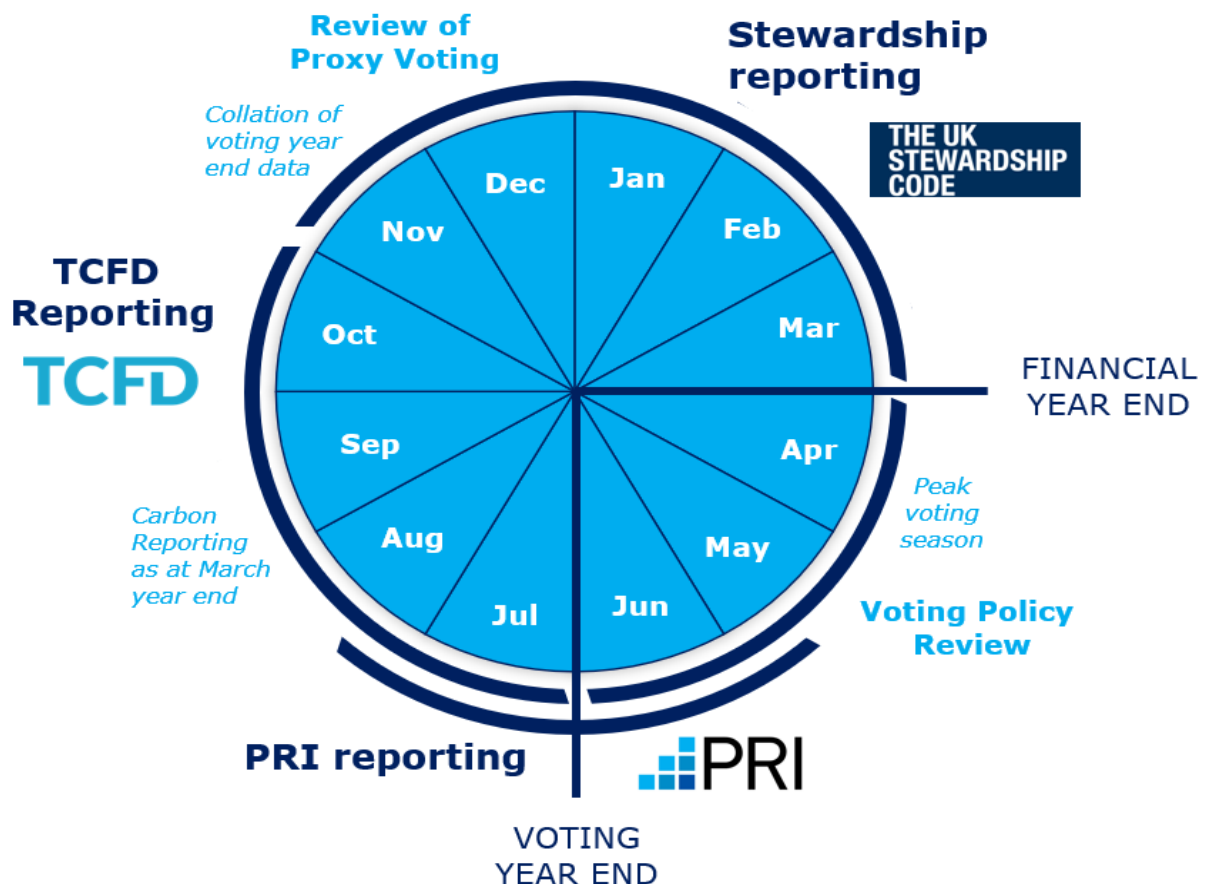 Review of
Proxy Voting
Stewardship
reporting
Collation of
voting year
end data
THE UK
STEWARDSHIP
CODE
Dec
Jan
Nov
Feb
TCFD
Reporting
Oct
Mar
TCFD
FINANCIAL
YEAR END
Sep
Apr
Carbon
Reporting
as at March
year end
Peak
voting
season
Aug
May
Jul
Jun
Voting Policy
Review
PRI reporting
PRI
VOTING
YEAR END